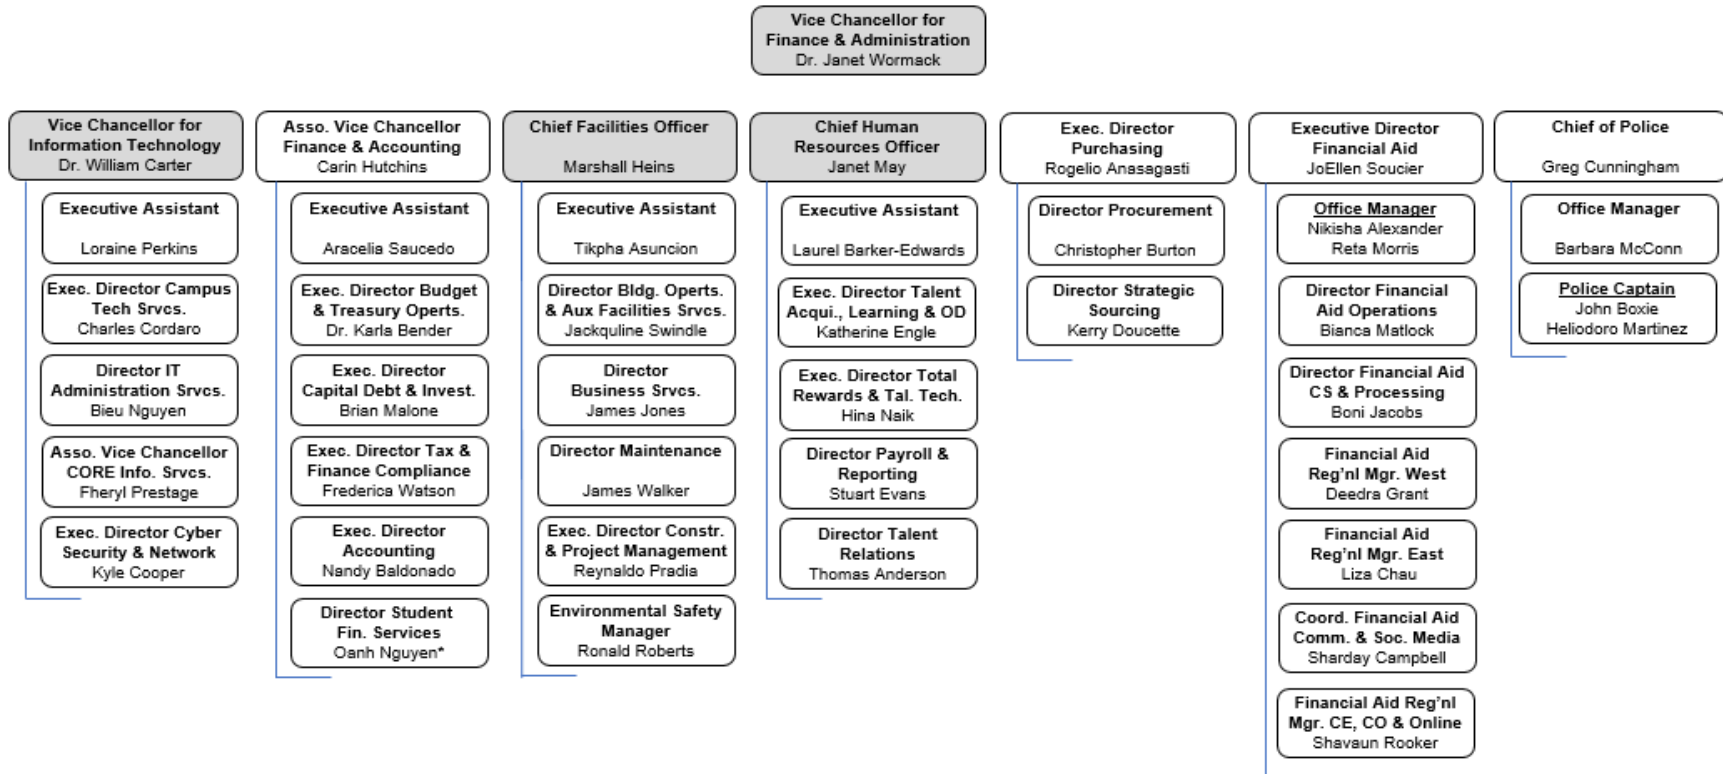 Vice Chancellor for
Finance & Administration
Dr. Janet Wormack
Vice Chancellor for
Information Technology
Dr. William Carter
Executive Assistant
Loraine Perkins
Exec. Director Campus
Tech Srvcs.
Charles Cordaro
Director IT
Administration Srvcs.
Bieu Nguyen
Asso. Vice Chancellor
CORE Info. Srvcs.
Fheryl Prestage
Exec. Director Cyber
Security & Network
Kyle Cooper
Asso. Vice Chancellor
Finance & Accounting
Carin Hutchins
Executive Assistant
Aracelia Saucedo
Exec. Director Budget
& Treasury Operts.
Dr. Karla Bender
Exec. Director
Capital Debt & Invest.
Brian Malone
Exec. Director Tax &
Finance Compliance
Frederica Watson
Exec. Director
Accounting
Nandy Baldonado
Director Student
Fin. Services
Oanh Nguyen*
Chief Facilities Officer
Marshall Heins
Executive Assistant
Tikpha Asuncion
Director Bldg. Operts.
& Aux Facilities Srvcs.
Jackquline Swindle
Director
Business Srvcs.
James Jones
Director Maintenance
James Walker
Exec. Director Constr.
& Project Management
Reynaldo Pradia
Environmental Safety
Manager
Ronald Roberts
Chief Human
Resources Officer
Janet May
Executive Assistant
Laurel Barker-Edwards
Exec. Director Talent
Acqui., Learning & OD
Katherine Engle
Exec. Director Total
Rewards & Tal. Tech.
Hina Naik
Director Payroll &
Reporting
Stuart Evans
Director Talent
Relations
Thomas Anderson
Exec. Director
Purchasing
Rogelio Anasagasti
Director Procurement
Christopher Burton
Director Strategic
Sourcing
Kerry Doucette
Executive Director
Financial Aid
JoEllen Soucier
Office Manager
Nikisha Alexander
Reta Morris
Director Financial
Aid Operations
Bianca Matlock
Director Financial Aid
CS & Processing
Boni Jacobs
Financial Aid
Reg'nl Mgr. West
Deedra Grant
Financial Aid
Reg'nl Mgr. East
Liza Chau
Coord. Financial Aid
Comm. & Soc. Media
Sharday Campbell
Financial Aid Reg'nl
Mgr. CE, CO & Online
Shavaun Rooker
Chief of Police
Greg Cunningham
Office Manager
Barbara McConn
Police Captain
John Boxie
Heliodoro Martinez